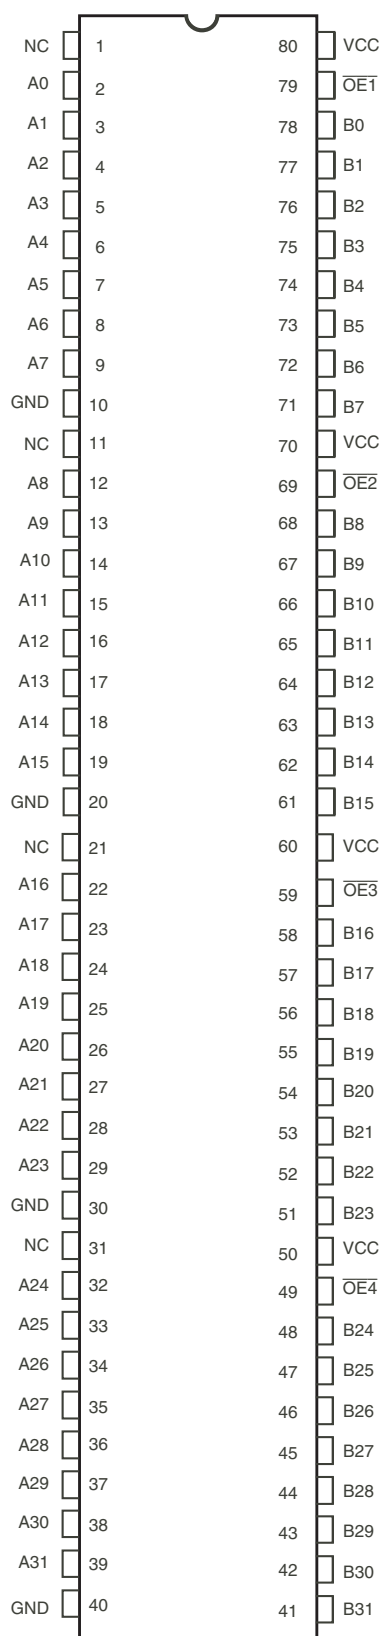 NC 1 80 VCC
A0 2 79 OE1
A1 3 78 B0
A2 4 77 B1
A3 5 76 B2
A4 6 75 B3
A5 7 74 B4
A6 8 73 B5
A7 9 72 B6
GND 10 71 B7
NC 11 70 VCC
A8 12 69 OE2
A9 13 68 B8
A10 14 67 B9
A11 15 66 B10
A12 16 65 B11
A13 17 64 B12
A14 18 63 B13
A15 19 62 B14
GND 20 61 B15
NC 21 60 VCC
A16 22 59 OE3
A17 23 58 B16
A18 24 57 B17
A19 25 56 B18
A20 26 55 B19
A21 27 54 B20
A22 28 53 B21
A23 29 52 B22
GND 30 51 B23
NC 31 50 VCC
A24 32 49 OE4
A25 33 48 B24
A26 34 47 B25
A27 35 46 B26
A28 36 45 B27
A29 37 44 B28
A30 38 43 B29
A31 39 42 B30
GND 40 41 B31